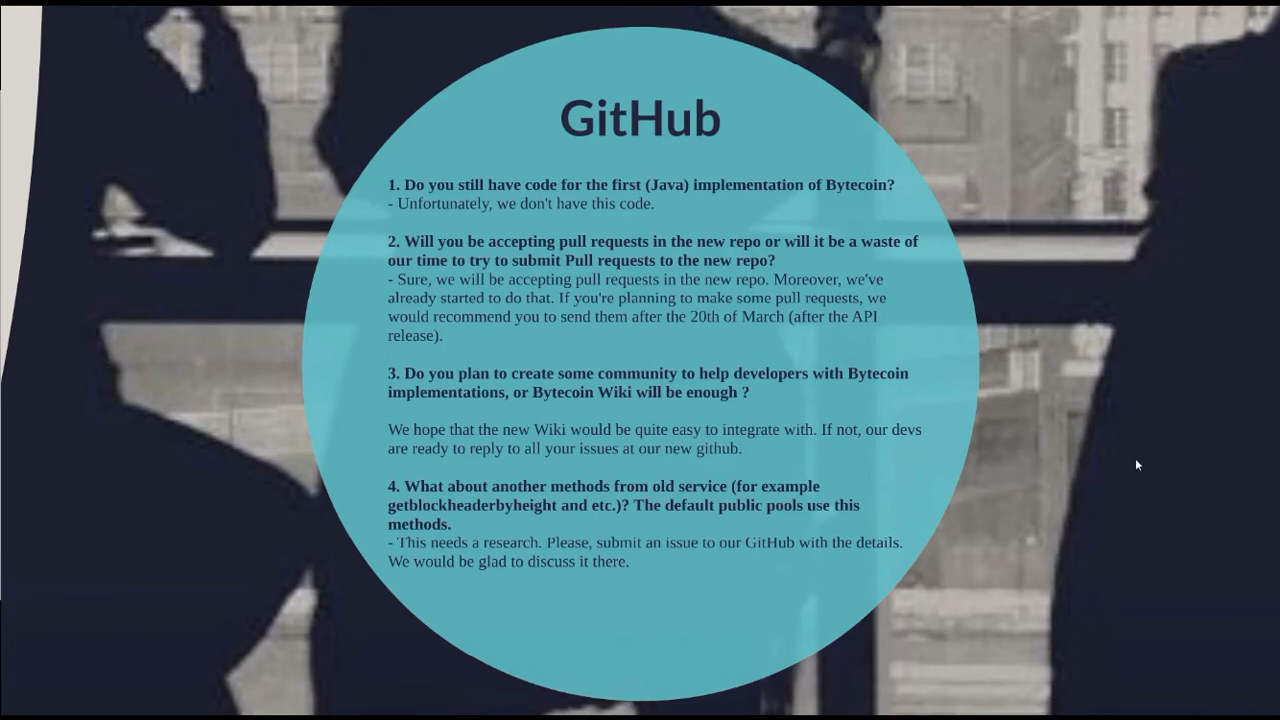 GitHub
1. Do you still have code for the first (Java) implementation of Bytecoin?
- Unfortunately, we don't have this code.
2. Will you be accepting pull requests in the new repo or will it be a waste of
our time to try to submit Pull requests to the new repo?
- Sure, we will be accepting pull requests in the new repo. Moreover, we've
already started to do that. If you're planning to make some pull requests, we
would recommend you to send them after the 20th of March (after the API
release).
3. Do you plan to create some community to help developers with Bytecoin
implementations, or Bytecoin Wiki will be enough ?
We hope that the new Wiki would be quite easy to integrate with. If not, our devs
are ready to reply to all your issues at our new github.
4. What about another methods from old service (for example
getblockheaderbyheight and etc.)? The default public pools use this
methods.
- This needs a research. Please, submit an issue to our GitHub with the details.
We would be glad to discuss it there.